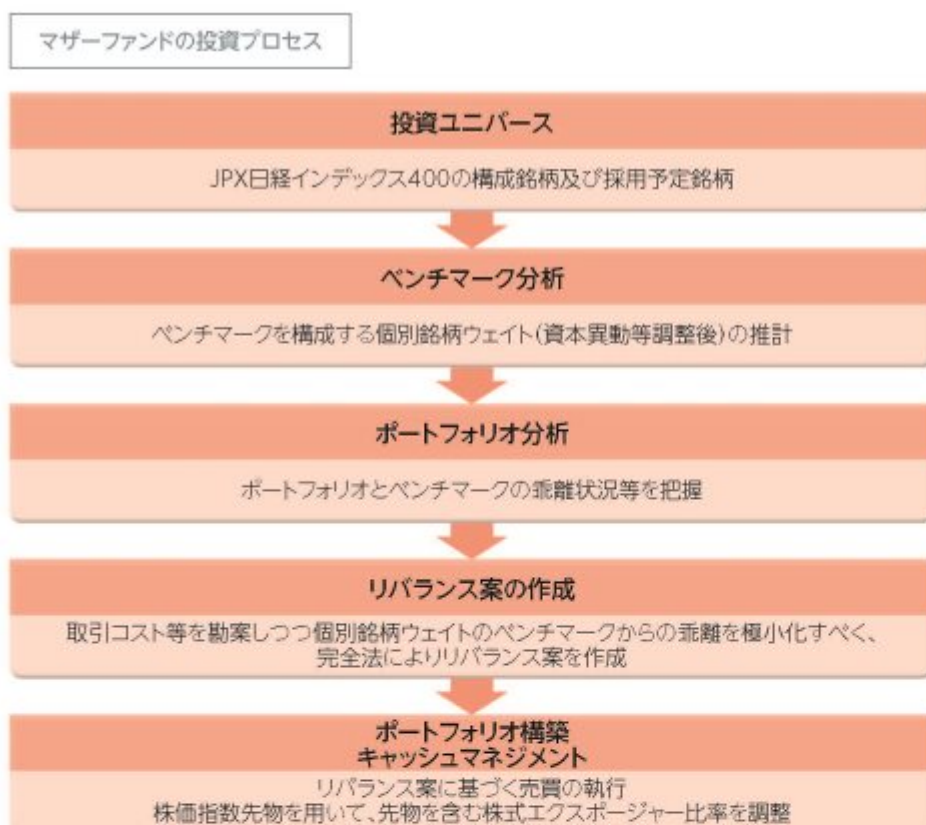 マザーファンドの投資プロセス
投資ユニバース
JPX日経インデックス400の構成銘柄及び採用予定銘柄
ベンチマーク分析
ベンチマークを構成する個別銘柄ウェイト(資本異動等調整後)の推計
ポートフォリオ分析
ポートフォリオとベンチマークの乖離状況等を把握
リバランス案の作成
取引コスト等を勘案しつつ個別銘柄ウェイトのベンチマークからの乖離を極小化すべく、
完全法によりリバランス案を作成
ポートフォリオ構築
キャッシュマネジメント
リバランス案に基づく売買の執行
株価指数先物を用いて、先物を含む株式エクスポージャー比率を調整